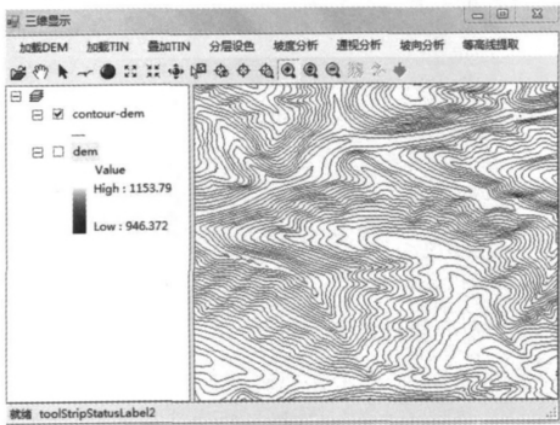 三维显示
加载DEM 加载TIN 叠加TIN 分层设色 坡度分析 透视分析 坡向分析 等高线提取
contour-dem
dem
Value
High : 1153.79
Low : 946.372
就绪 toolStripStatusLabel2